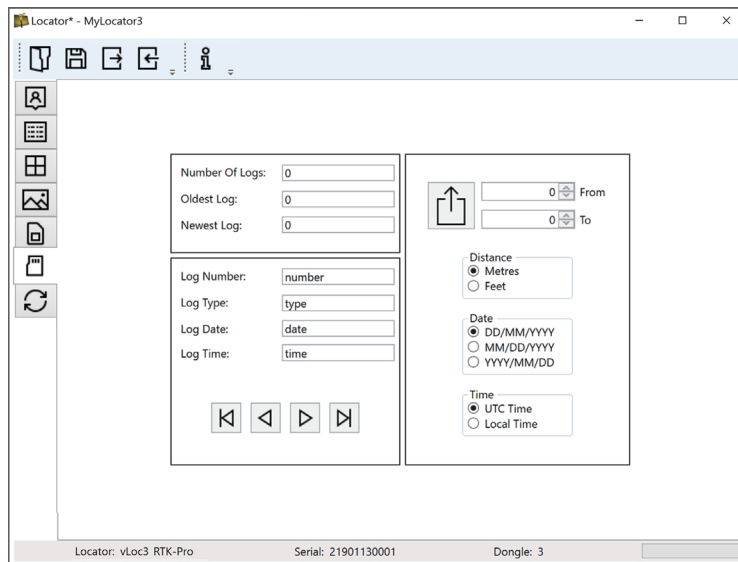 Locator* - MyLocator3
Number Of Logs: 0
Oldest Log: 0
Newest Log: 0
Log Number: number
Log Type: type
Log Date: date
Log Time: time
0 From
0 To
Distance
Metres
Feet
Date
DD/MM/YYYY
MM/DD/YYYY
YYYY/MM/DD
Time
UTC Time
Local Time
Locator: vLoc3 RTK-Pro Serial: 21901130001 Dongle: 3